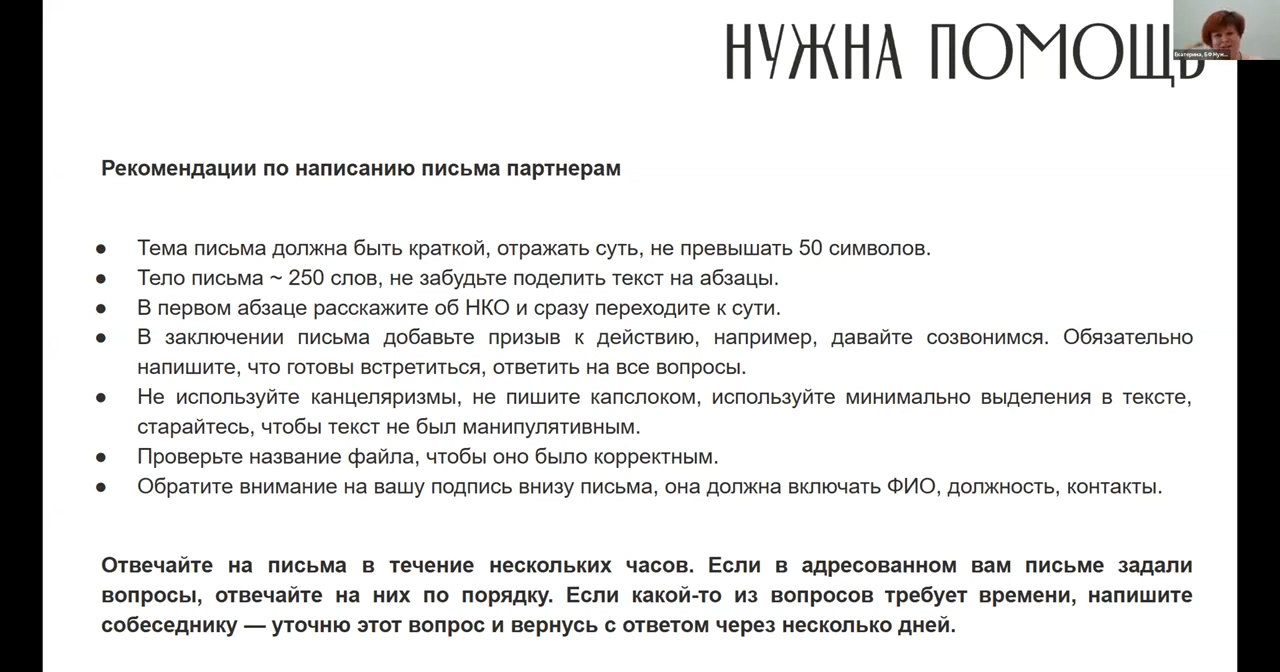 НУЖНА ПОМОЩЬ
Екатерина, БФ Нуж...
Рекомендации по написанию письма партнерам
● Тема письма должна быть краткой, отражать суть, не превышать 50 символов.
● Тело письма ~ 250 слов, не забудьте поделить текст на абзацы.
● В первом абзаце расскажите об НКО и сразу переходите к сути.
● В заключении письма добавьте призыв к действию, например, давайте созвонимся. Обязательно
напишите, что готовы встретиться, ответить на все вопросы.
● Не используйте канцеляризмы, не пишите капслоком, используйте минимально выделения в тексте,
старайтесь, чтобы текст не был манипулятивным.
● Проверьте название файла, чтобы оно было корректным.
● Обратите внимание на вашу подпись внизу письма, она должна включать ФИО, должность, контакты.
Отвечайте на письма в течение нескольких часов. Если в адресованном вам письме задали
вопросы, отвечайте на них по порядку. Если какой-то из вопросов требует времени, напишите
собеседнику — уточню этот вопрос и вернусь с ответом через несколько дней.